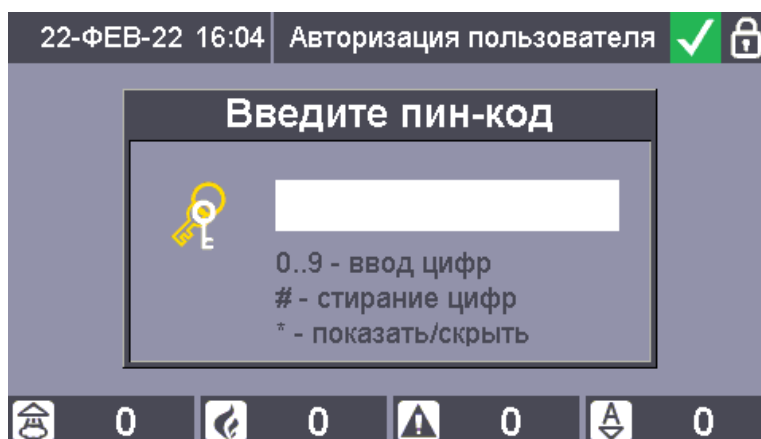 22-ФЕВ-22 16:04 Авторизация пользователя
Введите пин-код
0..9 - ввод цифр
# - стирание цифр
* - показать/скрыть
0 0 0 A 0